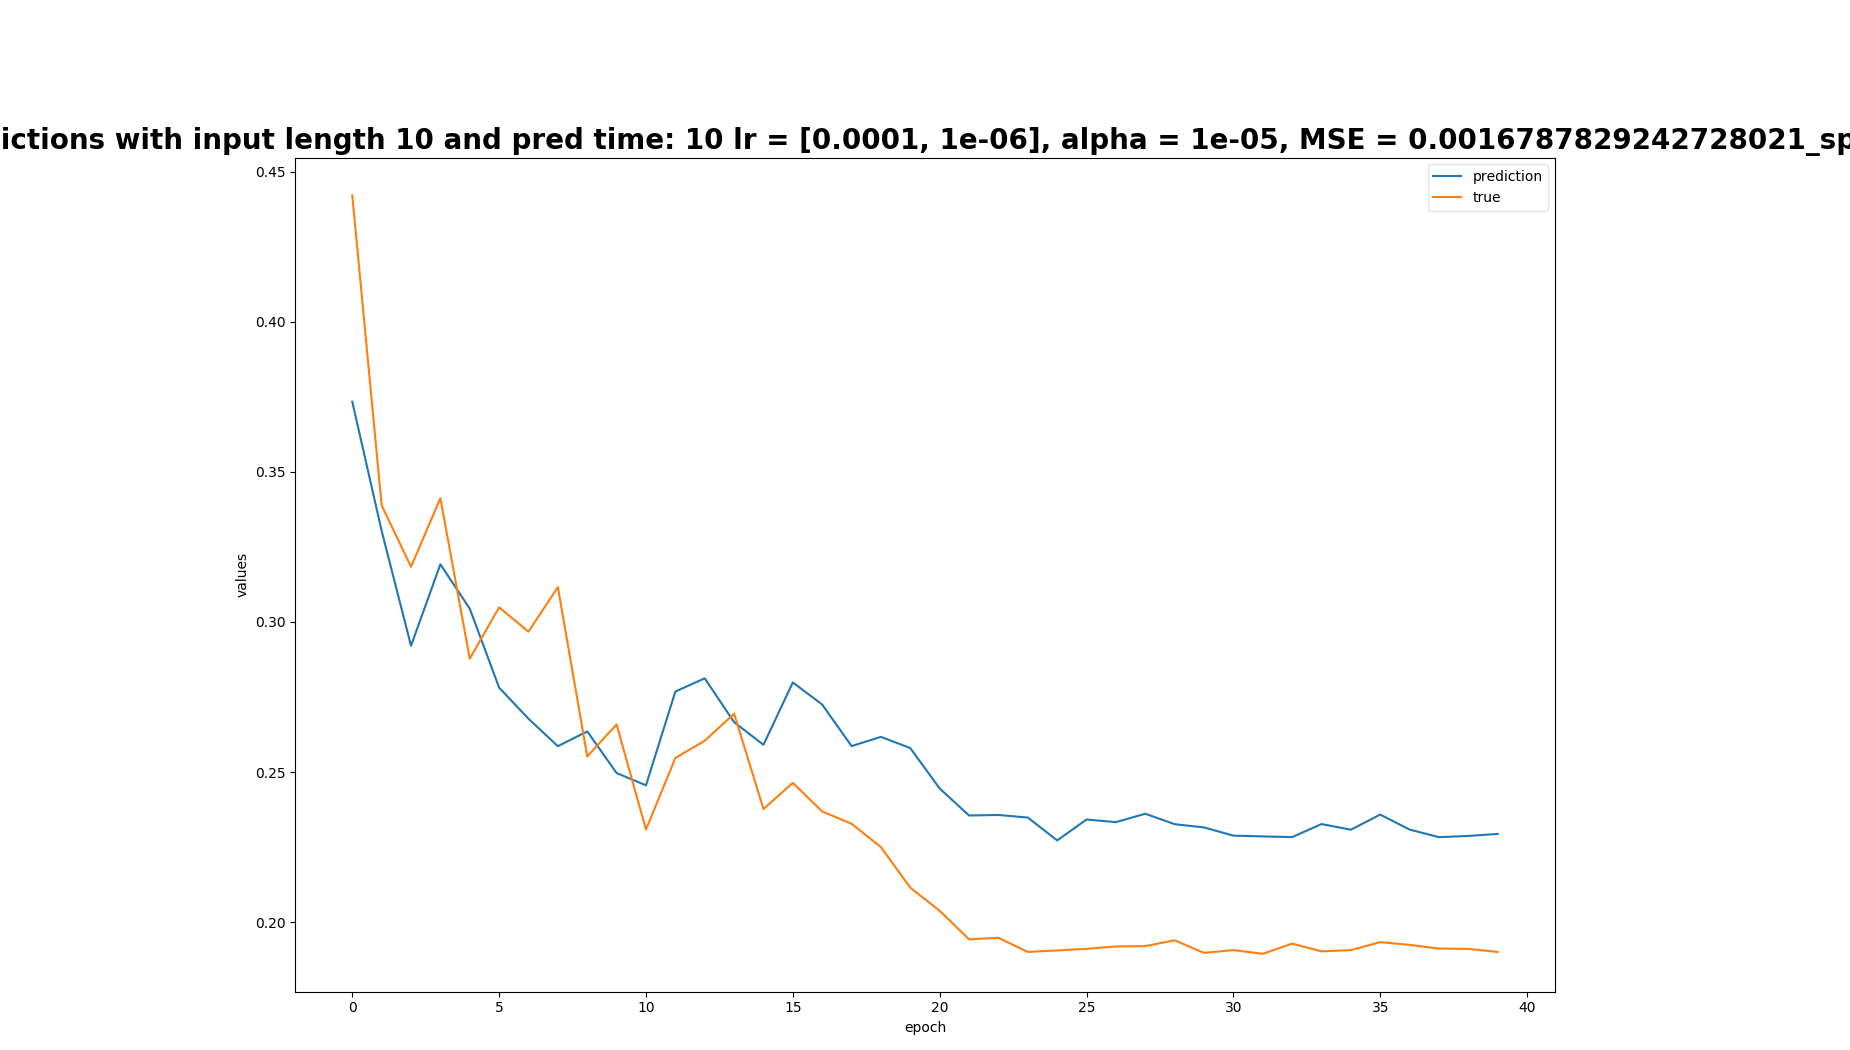 ictions with input length 10 and pred time: 10 lr = [0.0001, 1e-06], alpha = 1e-05, MSE = 0.0016787829242728021_sp
prediction
true
0.45
0.40
0.35
0.30
0.25
0.20
values
0 5 10 15 20 25 30 35 40
epoch